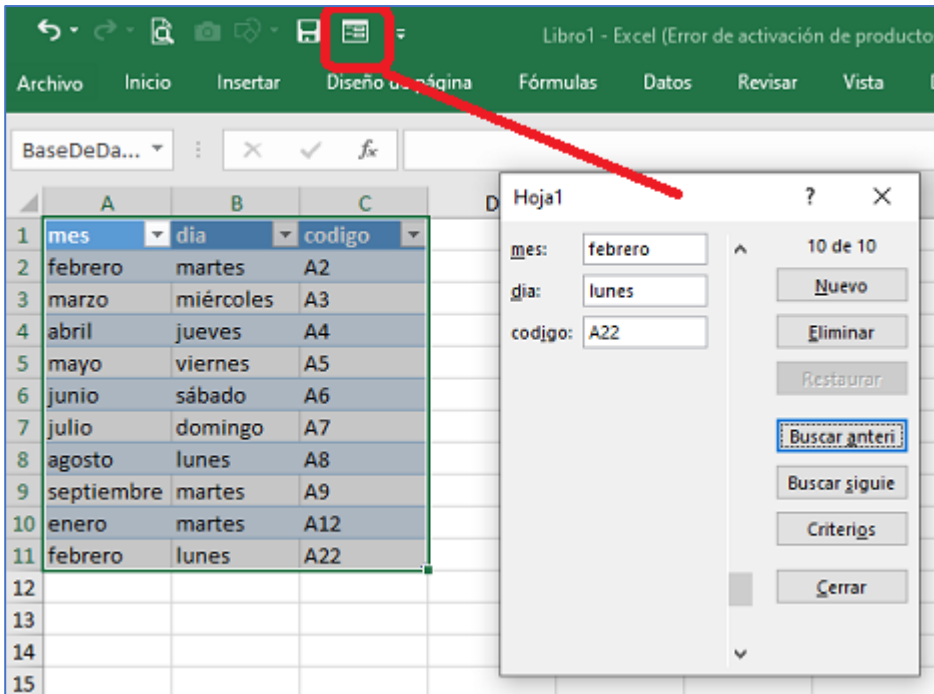 Libro1 - Excel (Error de activación de producto
Archivo Inicio Insertar Diseño de página Fórmulas Datos Revisar Vista
BaseDeDa... fx
A B C D
1 mes dia codigo
2 febrero martes A2
3 marzo miércoles A3
4 abril jueves A4
5 mayo viernes A5
6 junio sábado A6
7 julio domingo A7
8 agosto lunes A8
9 septiembre martes A9
10 enero martes A12
11 febrero lunes A22
12
13
14
15
Hoja1 ?
mes: febrero
dia: lunes
codigo: A22
10 de 10
Nuevo
Eliminar
Restaurar
Buscar anteri
Buscar siguie
Criterios
Cerrar